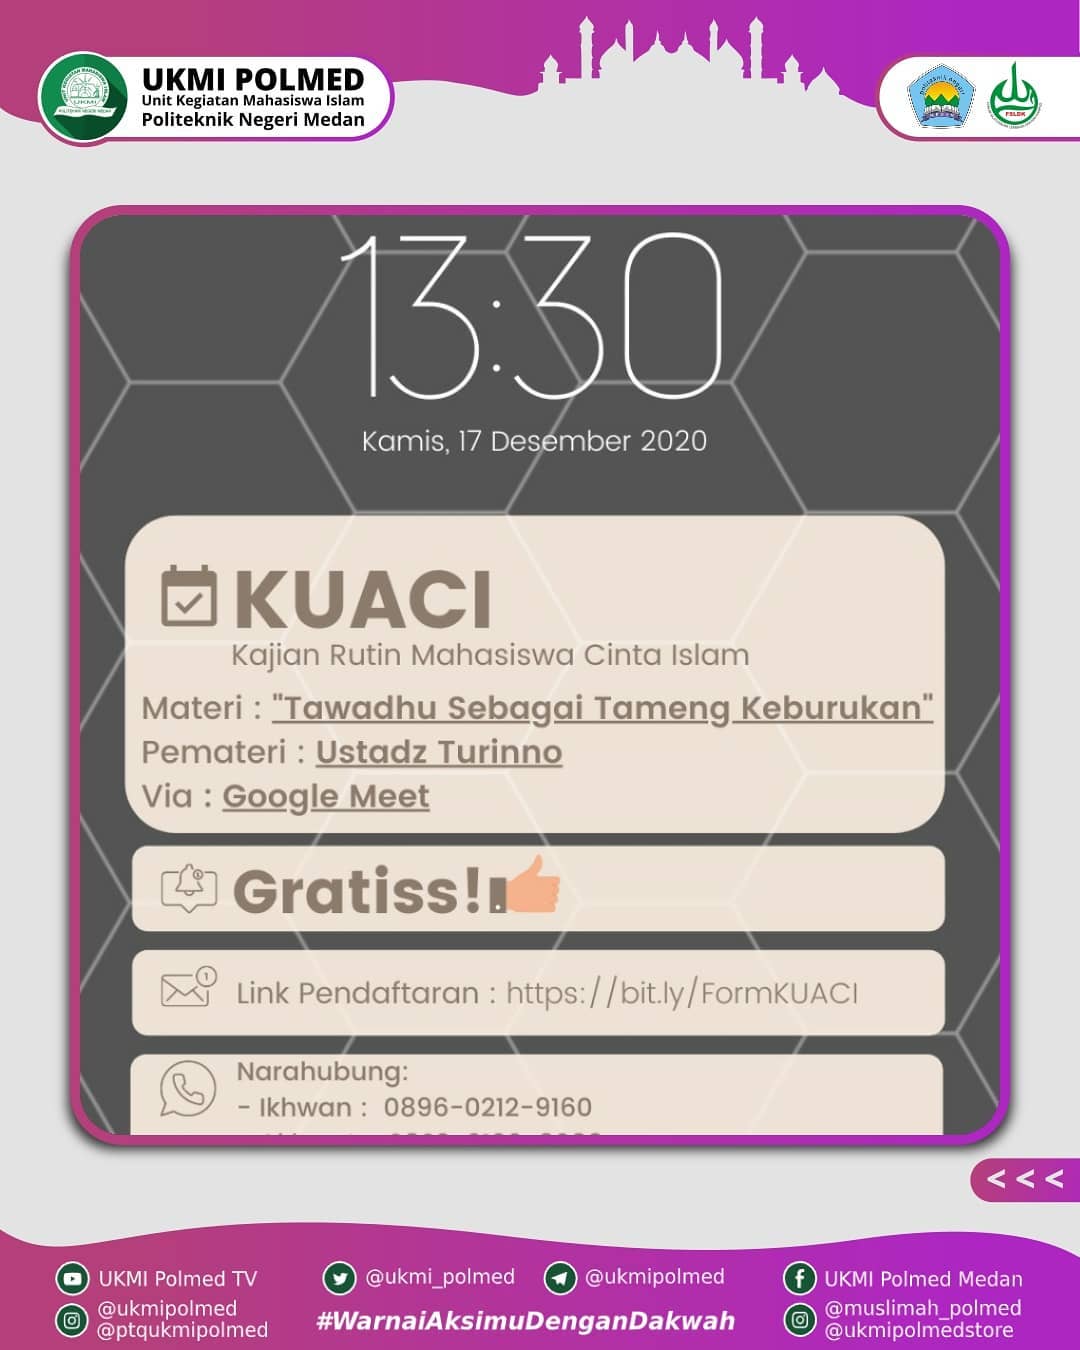 UKMI POLMED
Unit Kegiatan Mahasiswa Islam
Politeknik Negeri Medan
UKMI
FSLDK
13:30
Kamis, 17 Desember 2020
KUACI
Kajian Rutin Mahasiswa Cinta Islam
Materi : "Tawadhu Sebagai Tameng Keburukan"
Pemateri : Ustadz Turinno
Via : Google Meet
Gratiss!
1
Link Pendaftaran : https://bit.ly/FormKUACI
Narahubung:
- Ikhwan : 0896-0212-9160
< < <
UKMI Polmed TV
@ukmi_polmed
@ukmipolmed
UKMI Polmed Medan
@ukmipolmed
@ptqukmipolmed
#WarnaiAksimuDenganDakwah
@muslimah_polmed
@ukmipolmedstore